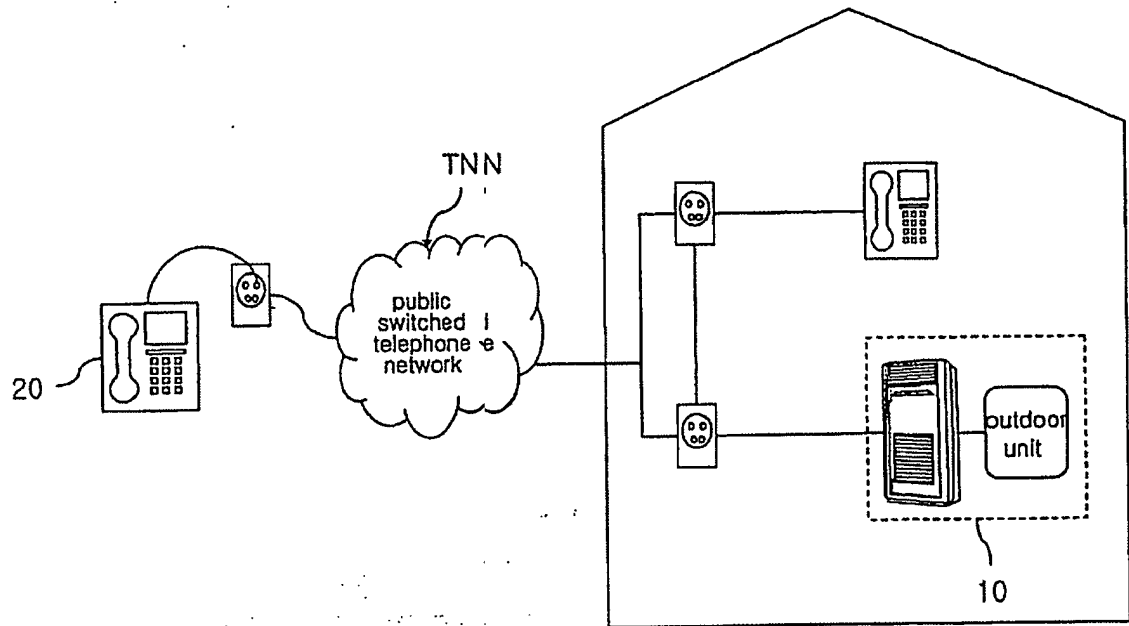 TNN
public
switched l
telephone e
network
20
outdoor
unit
10